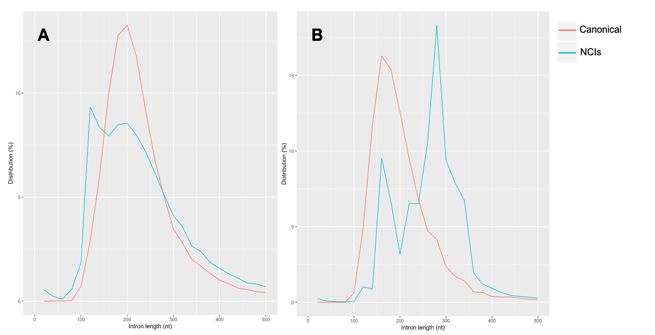 A
B
Canonical
NCIs
Distribution (%)
10
5
0
0
100
200
300
400
500
Intron length (nt)
Distribution (%)
15
10
5
0
0
100
200
300
400
500
Intron length (nt)